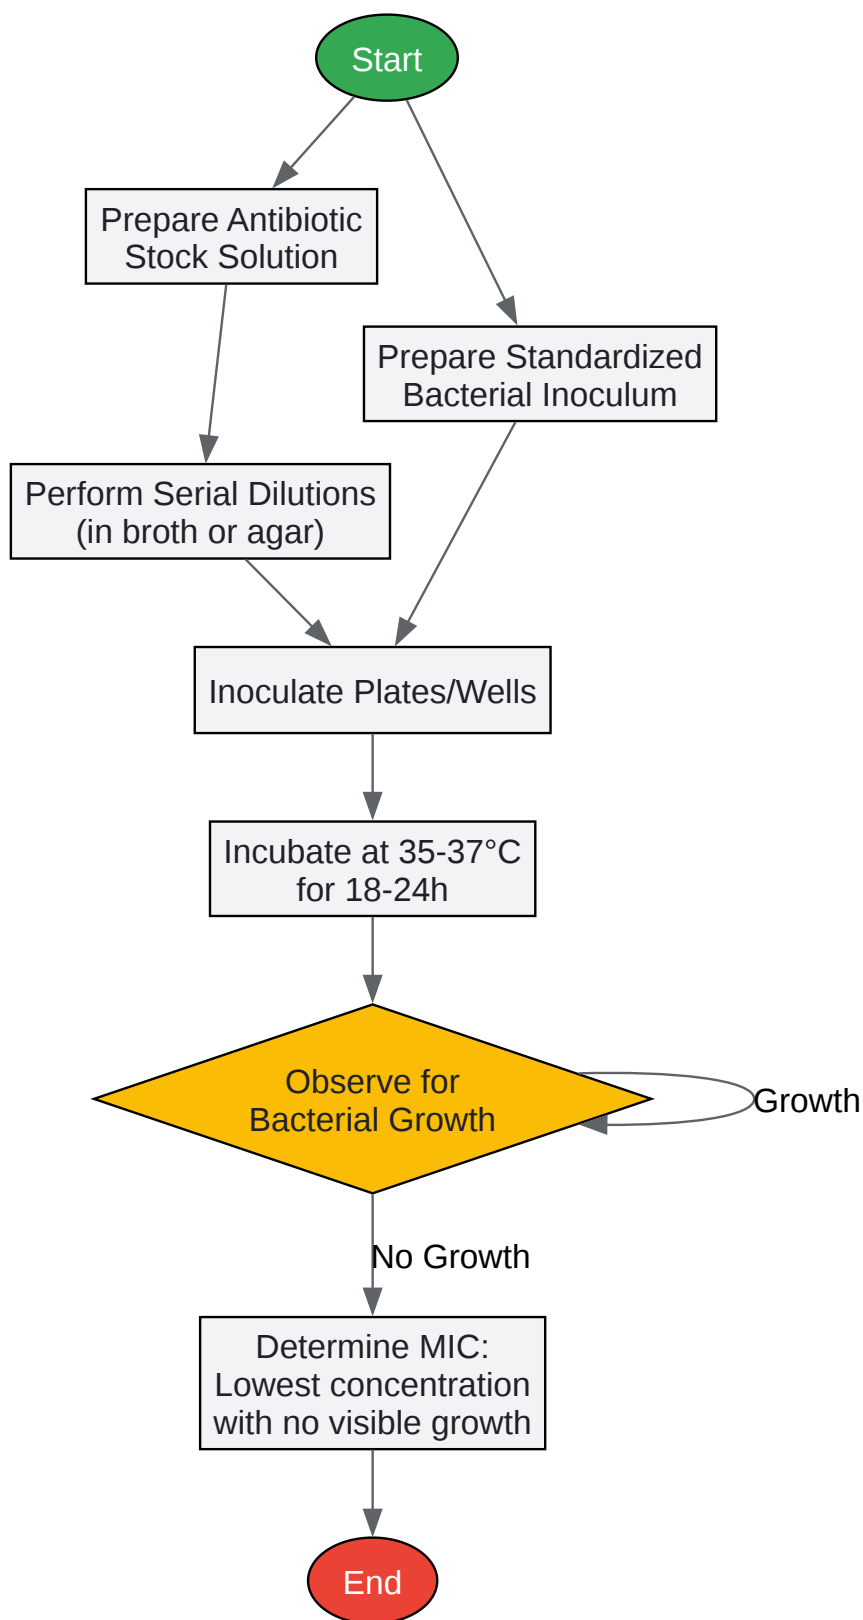 Start
Prepare Antibiotic
Stock Solution
Prepare Standardized
Bacterial Inoculum
Perform Serial Dilutions
(in broth or agar)
Inoculate Plates/Wells
Incubate at 35-37°C
for 18-24h
Observe for
Bacterial Growth
Growth
No Growth
Determine MIC:
Lowest concentration
with no visible growth
End